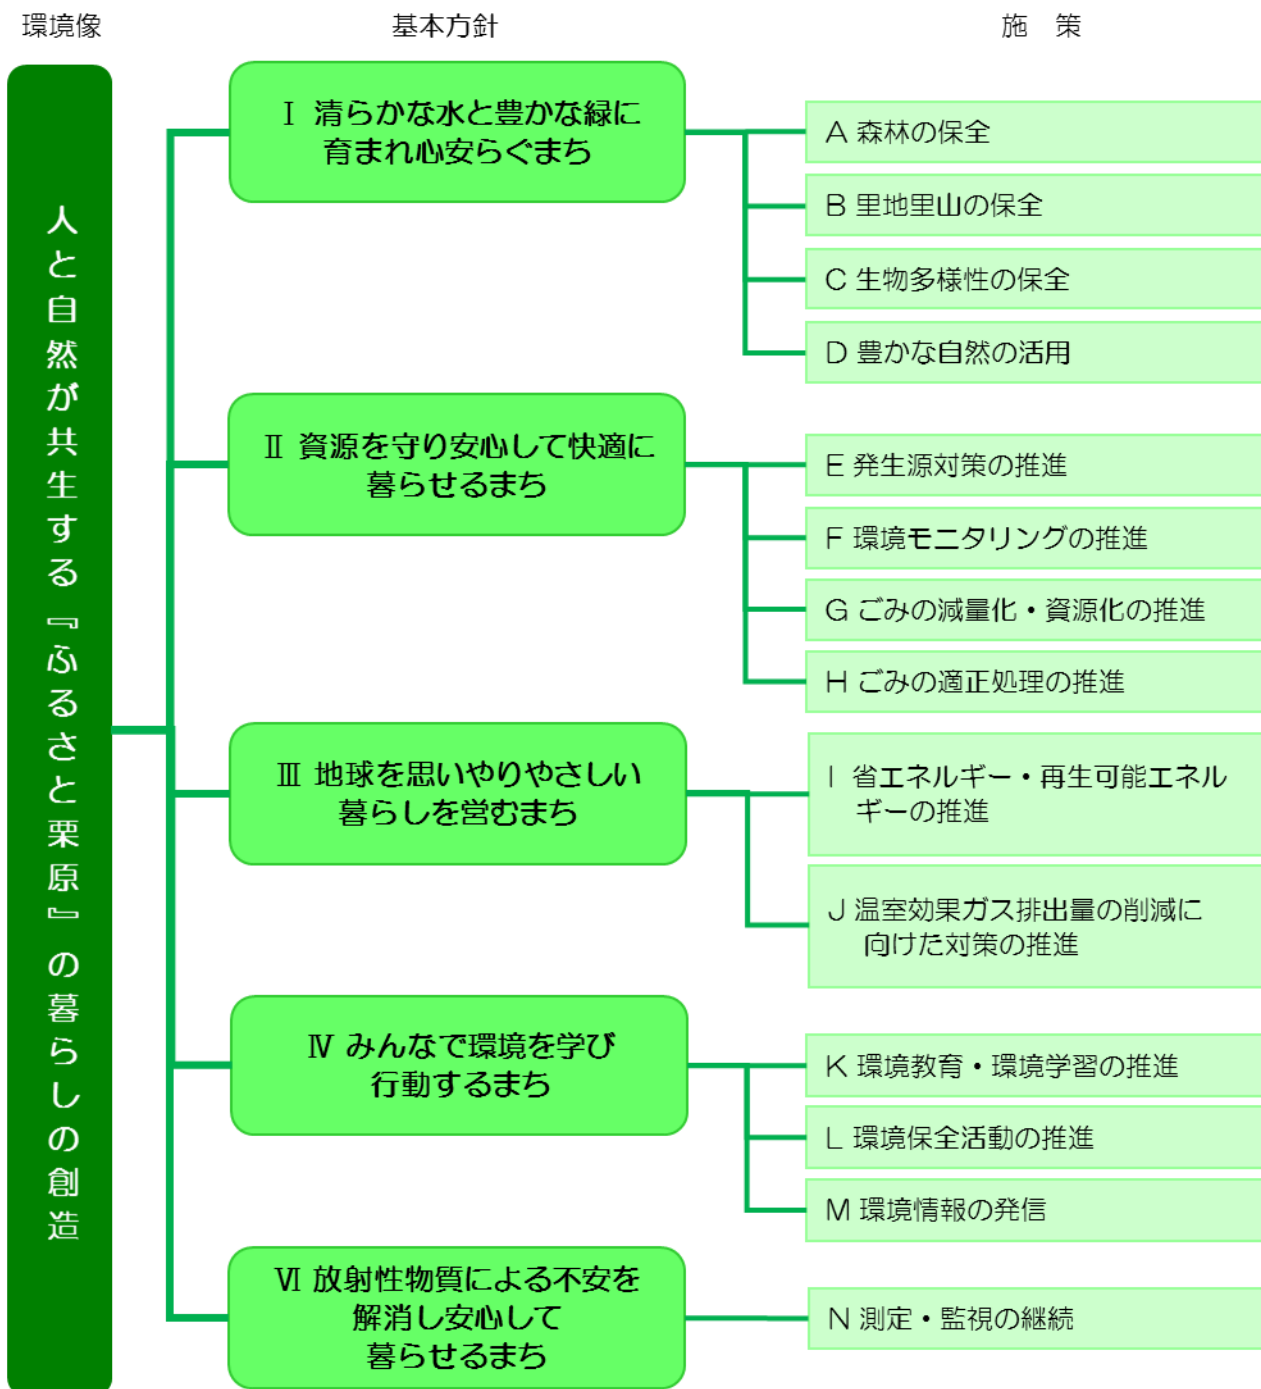 環境像
基本方針
施　策
人と自然が共生する『ふるさと栗原』の暮らしの創造
Ⅰ 清らかな水と豊かな緑に
育まれ心安らぐまち
A 森林の保全
B 里地里山の保全
C 生物多様性の保全
D 豊かな自然の活用
Ⅱ 資源を守り安心して快適に
暮らせるまち
E 発生源対策の推進
F 環境モニタリングの推進
G ごみの減量化・資源化の推進
H ごみの適正処理の推進
Ⅲ 地球を思いやりやさしい
暮らしを営むまち
I 省エネルギー・再生可能エネル
ギーの推進
J 温室効果ガス排出量の削減に
向けた対策の推進
Ⅳ みんなで環境を学び
行動するまち
K 環境教育・環境学習の推進
L 環境保全活動の推進
M 環境情報の発信
Ⅵ 放射性物質による不安を
解消し安心して
暮らせるまち
N 測定・監視の継続